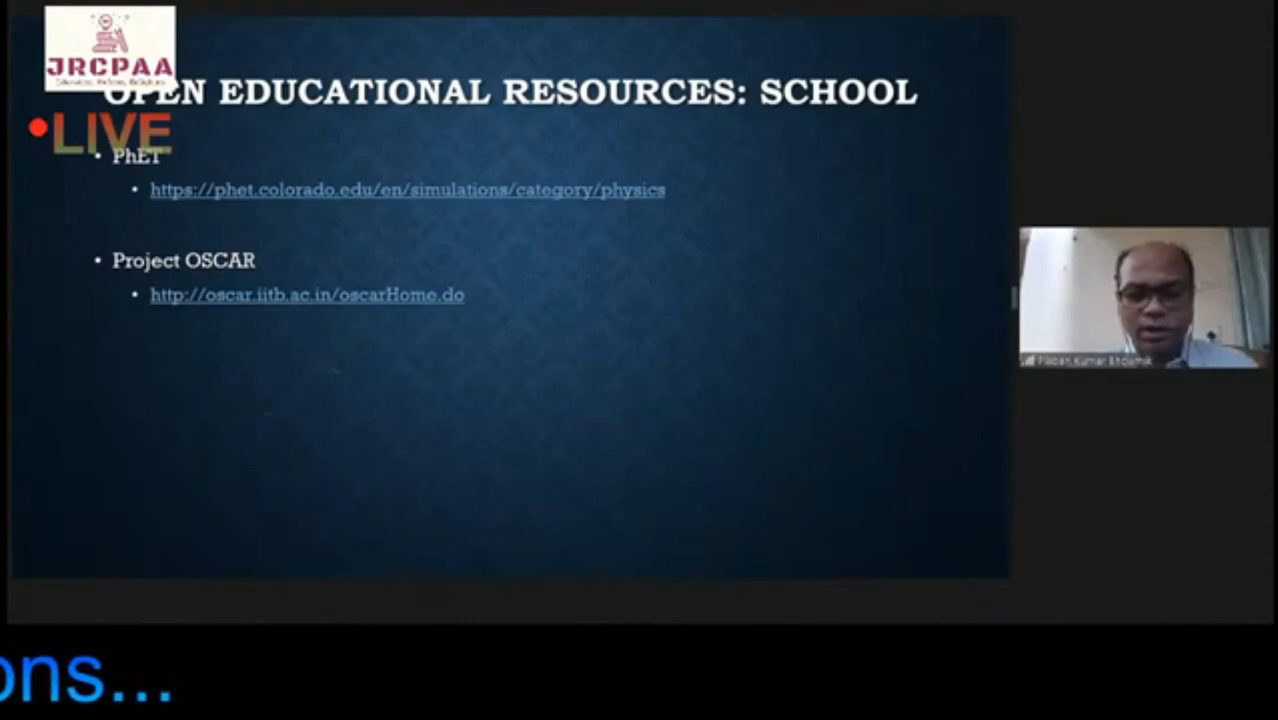 JRCPAA
OPEN EDUCATIONAL RESOURCES: SCHOOL
LIVE
• PhET
• https://phet.colorado.edu/en/simulations/category/physics
• Project OSCAR
• http://oscar.iitb.ac.in/oscarHome.do
Kumar
ons...